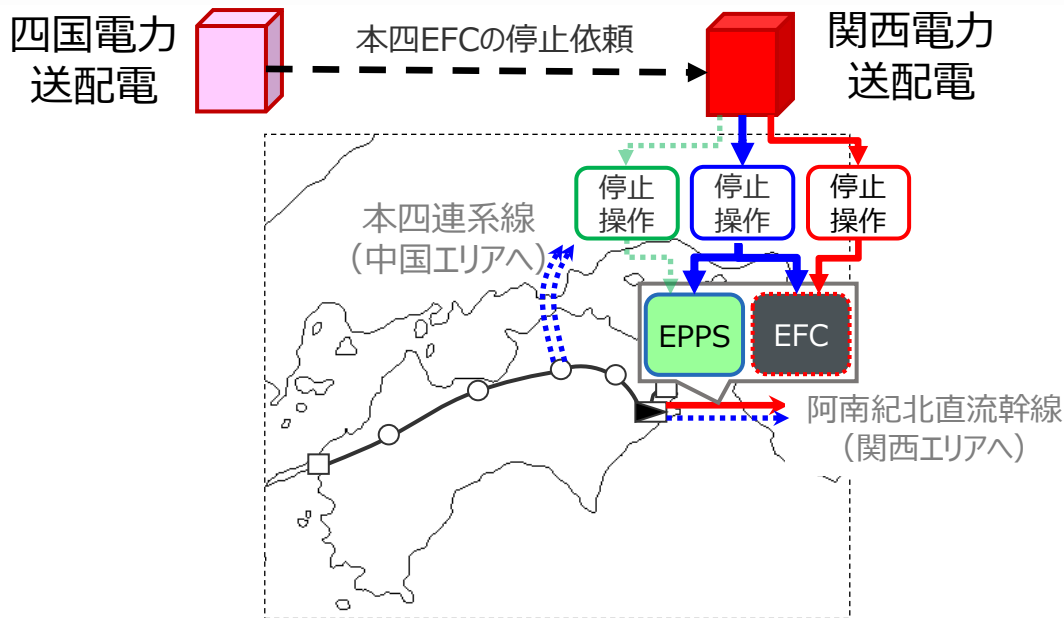 四国電力
送配電
本四EFCの停止依頼
関西電力
送配電
停止
操作
停止
操作
停止
操作
本四連系線
（中国エリアへ）
EPPS
EFC
阿南紀北直流幹線
（関西エリアへ）